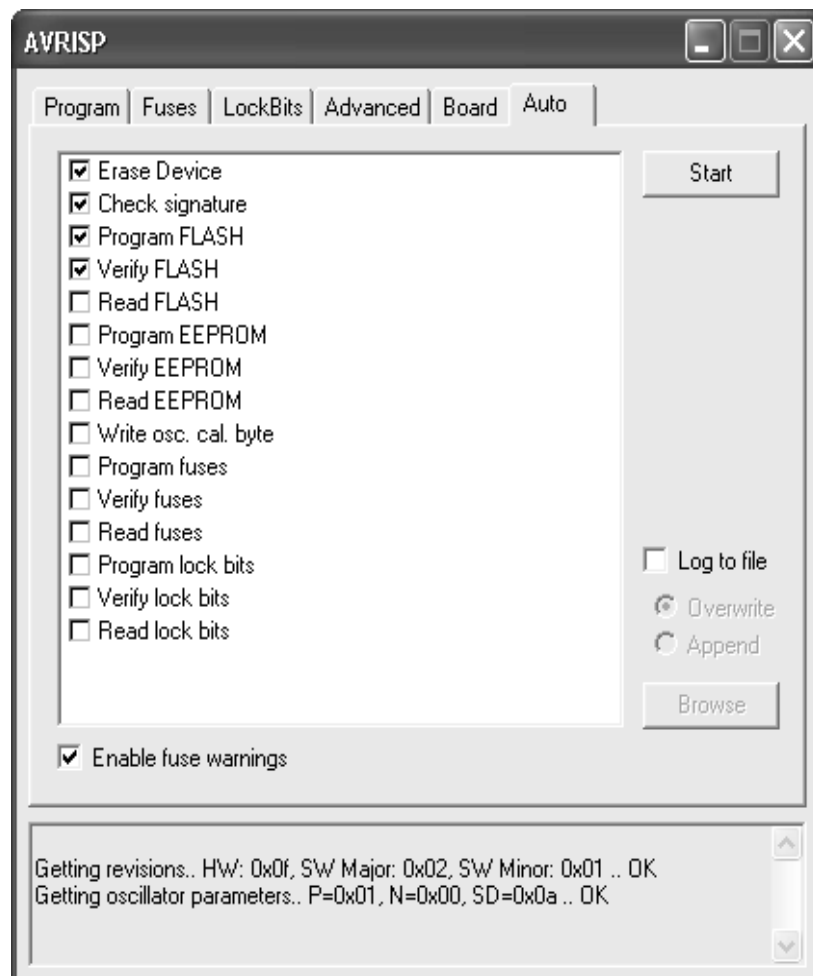 AVRISP
Program Fuses LockBits Advanced Board Auto
Erase Device
Check signature
Program FLASH
Verify FLASH
Read FLASH
Program EEPROM
Verify EEPROM
Read EEPROM
Write osc. cal. byte
Program fuses
Verify fuses
Read fuses
Program lock bits
Verify lock bits
Read lock bits
Enable fuse warnings
Start
Log to file
Overwrite
Append
Browse
Getting revisions.. HW: 0x0f, SW Major: 0x02, SW Minor: 0x01 .. OK
Getting oscillator parameters.. P=0x01, N=0x00, SD=0x0a .. OK